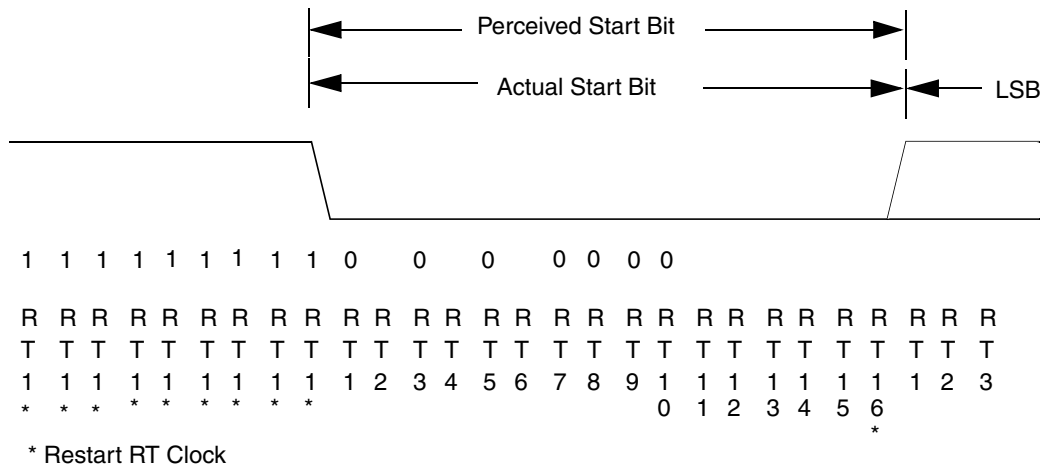 Perceived Start Bit
Actual Start Bit
LSB
1 1 1 1 1 1 1 1 1 0 0 0 0 0 0 0
R R R R R R R R R R R R R R R R R R R R R R R R R R R R
T T T T T T T T T T T T T T T T T T T T T T T T T T T T
1 1 1 1 1 1 1 1 1 1 2 3 4 5 6 7 8 9 1 1 1 1 1 1 1 1 2 3
* * * * * * * * * 0 1 2 3 4 5 6
*
* Restart RT Clock